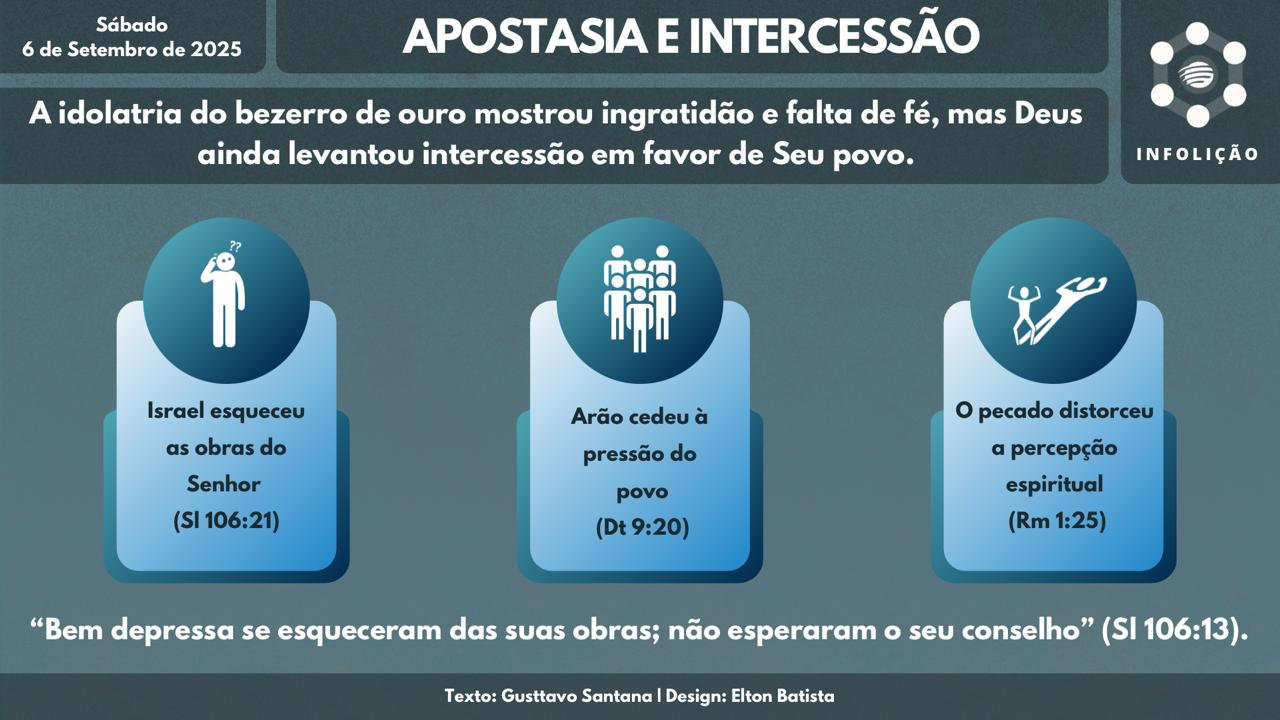 Sábado
6 de Setembro de 2025
APOSTASIA E INTERCESSÃO
INFOLIÇÃO
A idolatria do bezerro de ouro mostrou ingratidão e falta de fé, mas Deus
ainda levantou intercessão em favor de Seu povo.
??
Israel esqueceu
as obras do
Senhor
(Sl 106:21)
Arão cedeu à
pressão do
povo
(Dt 9:20)
O pecado distorceu
a percepção
espiritual
(Rm 1:25)
“Bem depressa se esqueceram das suas obras; não esperaram o seu conselho” (Sl 106:13).
Texto: Gusttavo Santana | Design: Elton Batista